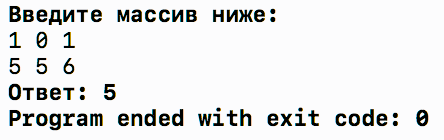 Введите массив ниже:
1 0 1
5 5 6
Ответ: 5
Program ended with exit code: 0